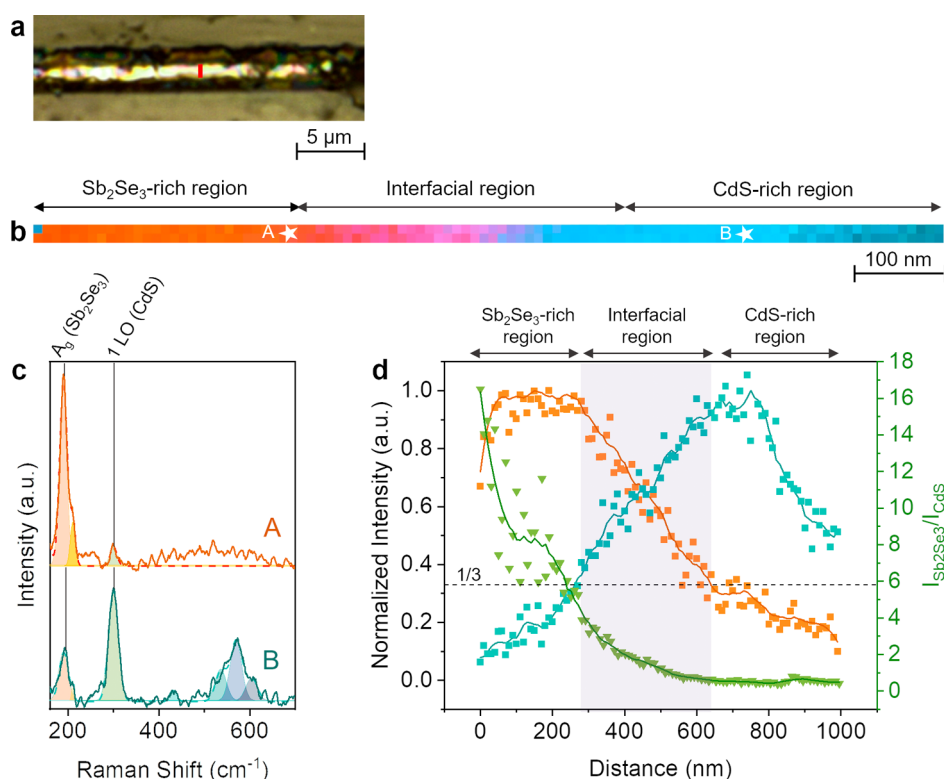 a
5 μm
Sb₂Se₃-rich region
Interfacial region
CdS-rich region
b
A
B
100 nm
A_g (Sb₂Se₃)
1 LO (CdS)
c
A
B
Intensity (a.u.)
200 400 600
Raman Shift (cm⁻¹)
d
Sb₂Se₃-rich
region
Interfacial
region
CdS-rich
region
1.0
0.8
0.6
0.4
0.2
0.0
1/3
Normalized Intensity (a.u.)
18
16
14
12
10
8
6
4
2
0
I_Sb2Se3/I_CdS
0 200 400 600 800 1000
Distance (nm)